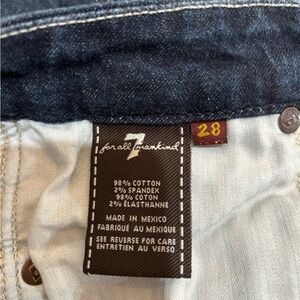 7
for all mankind
28
98% COTTON
2% SPANDEX
98% COTON
2% ÉLASTHANNE
MADE IN MEXICO
FABRIQUÉ AU MEXIQUE
SEE REVERSE FOR CARE
ENTRETIEN AU VERSO